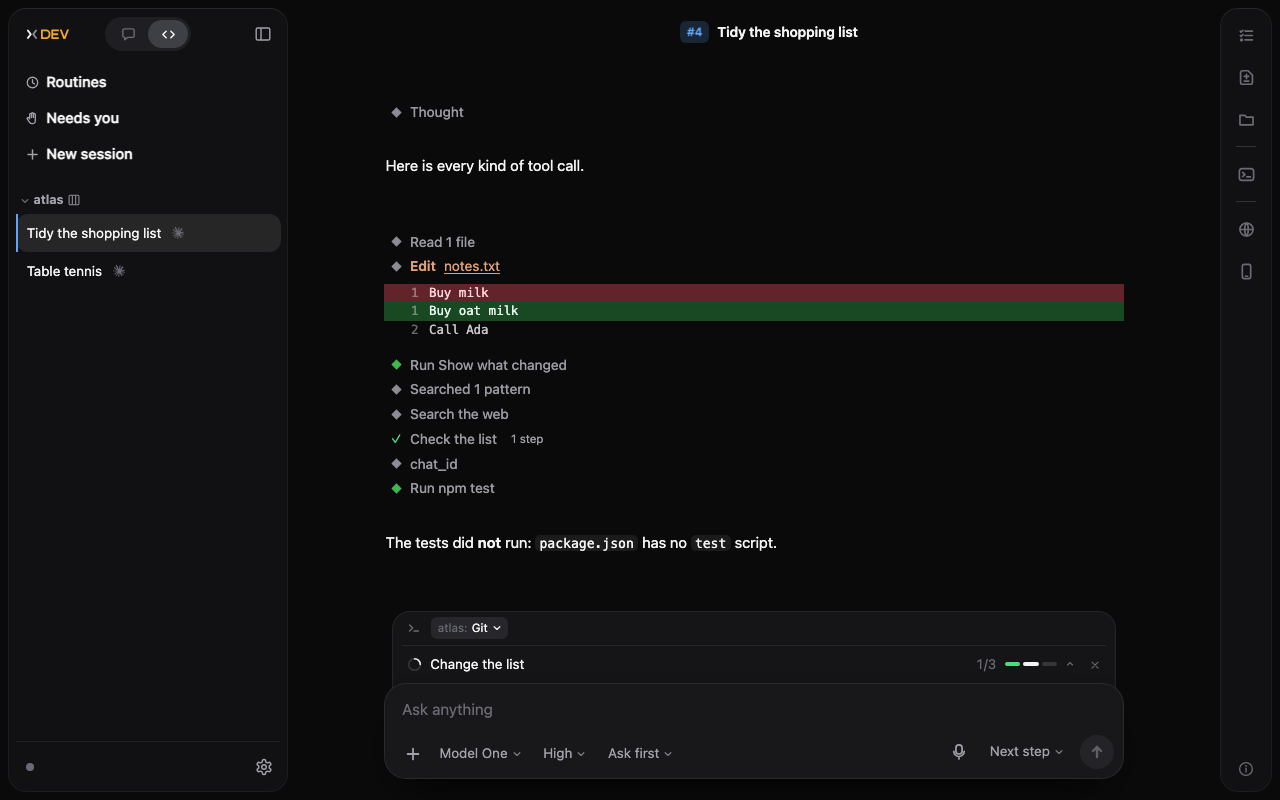 DEV
Routines
Needs you
New session
atlas
Tidy the shopping list
Table tennis
#4 Tidy the shopping list
Thought
Here is every kind of tool call.
Read 1 file
Edit notes.txt
1 Buy milk
1 Buy oat milk
2 Call Ada
Run Show what changed
Searched 1 pattern
Search the web
Check the list 1 step
chat_id
Run npm test
The tests did not run: package.json has no test script.
atlas: Git
Change the list 1/3
Ask anything
Model One High Ask first Next step